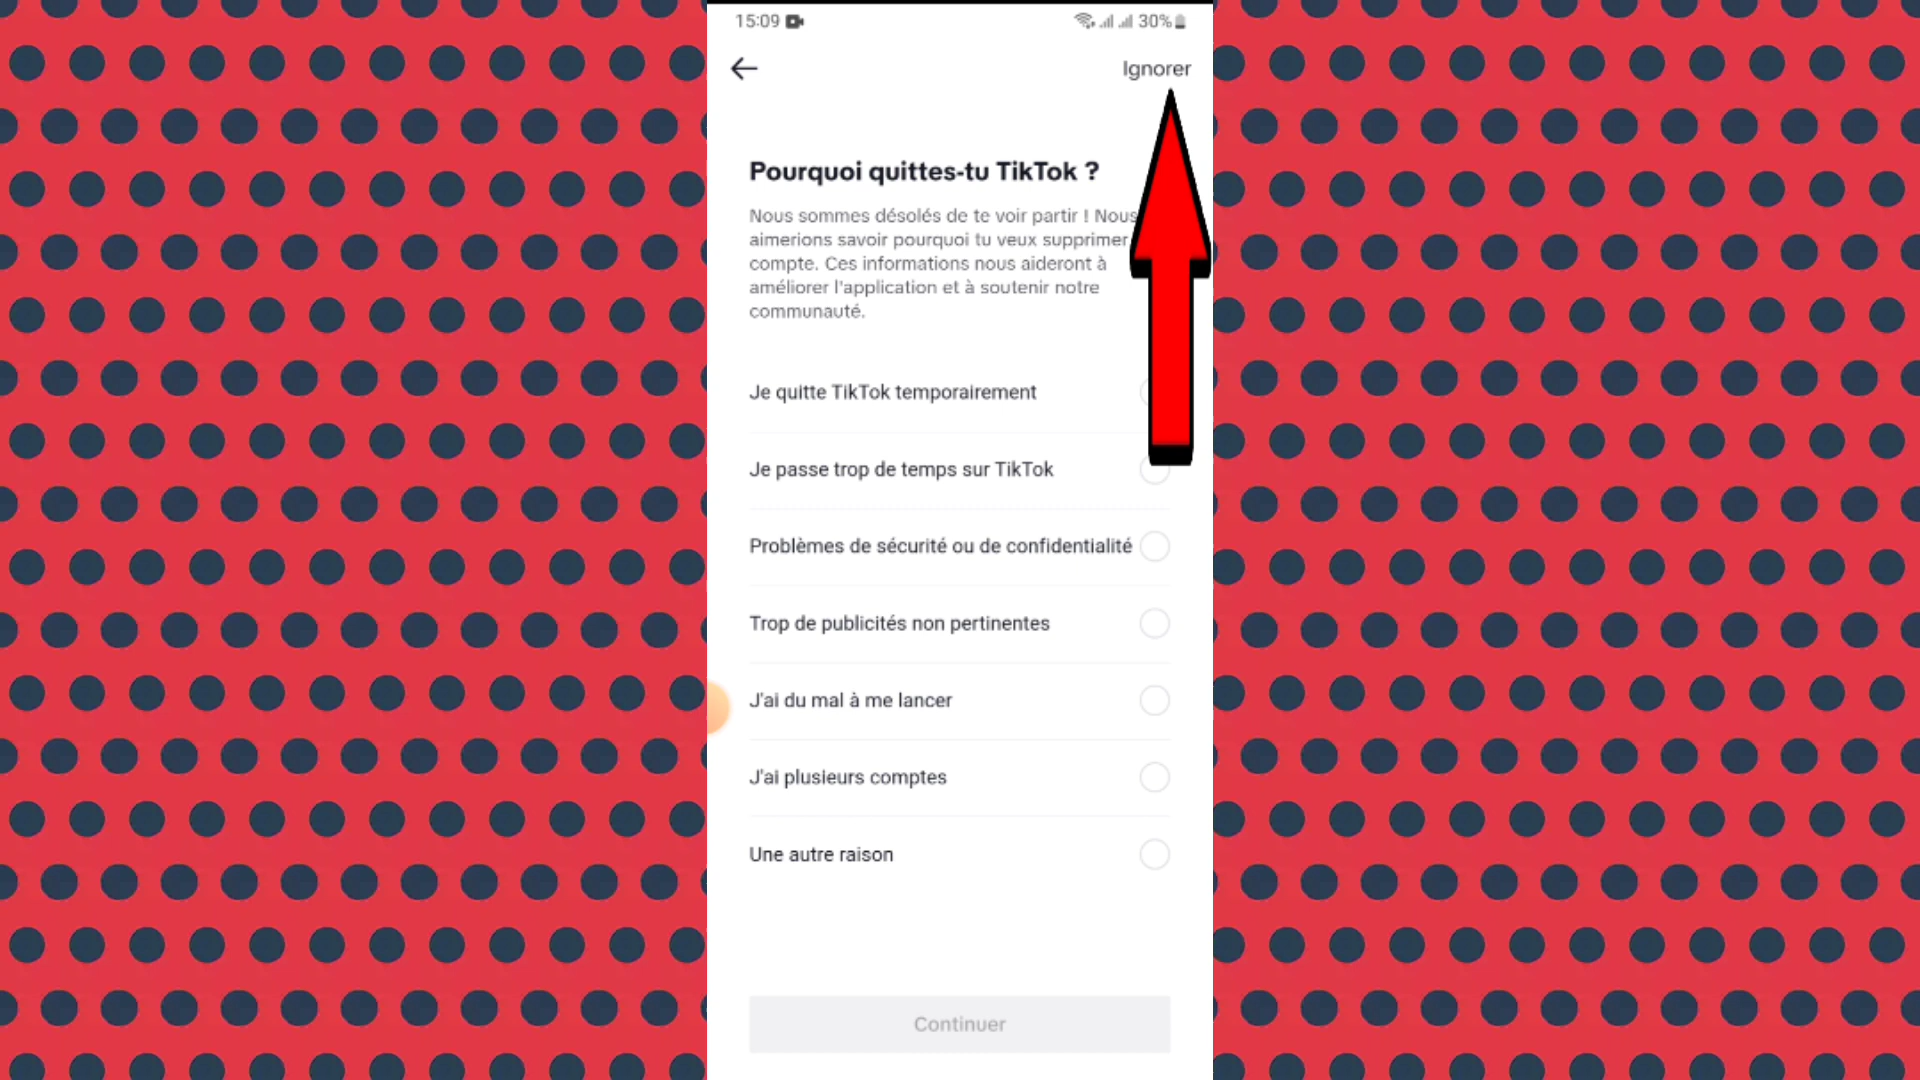 15:09
30%
Ignorer
Pourquoi quittes-tu TikTok ?
Nous sommes désolés de te voir partir ! Nous
aimerions savoir pourquoi tu veux supprimer
compte. Ces informations nous aideront à
améliorer l'application et à soutenir notre
communauté.
Je quitte TikTok temporairement
Je passe trop de temps sur TikTok
Problèmes de sécurité ou de confidentialité
Trop de publicités non pertinentes
J'ai du mal à me lancer
J'ai plusieurs comptes
Une autre raison
Continuer